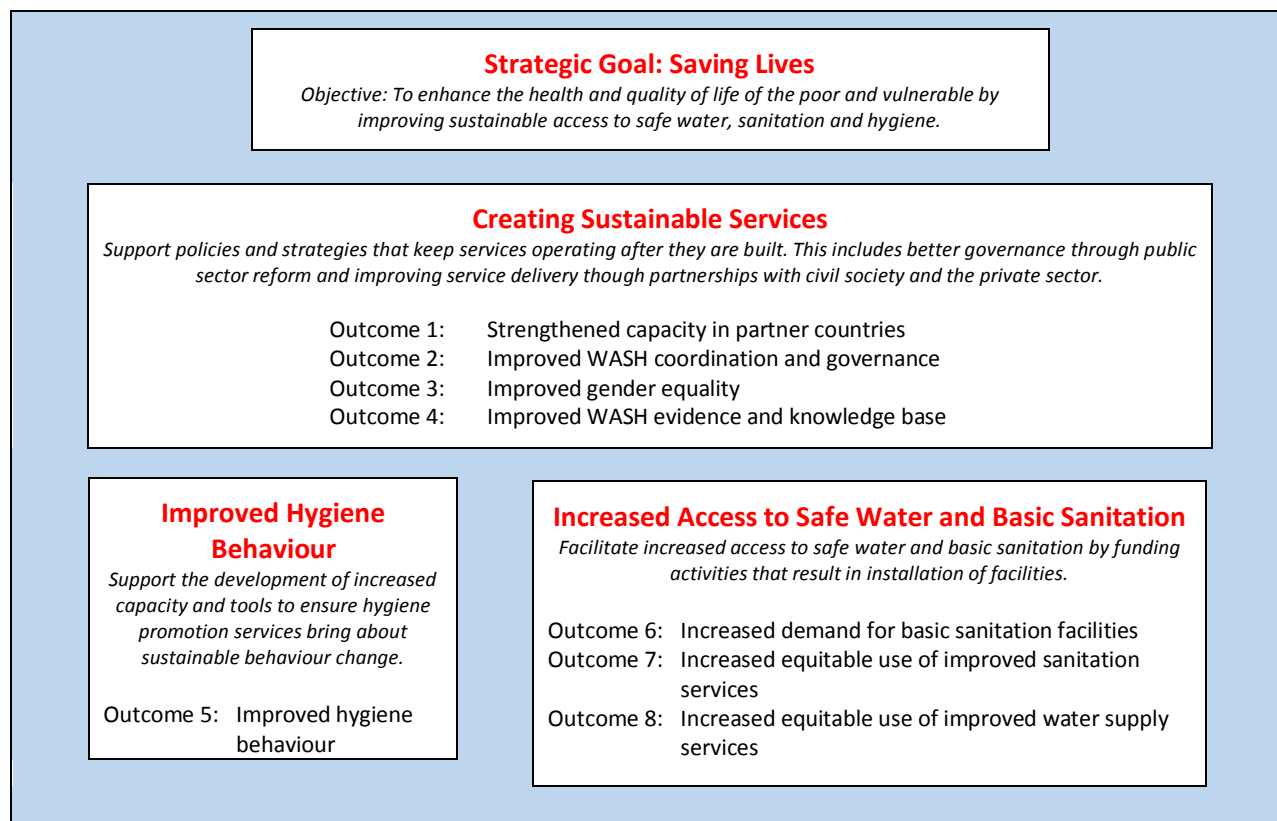 Strategic Goal: Saving Lives
Objective: To enhance the health and quality of life of the poor and vulnerable by
improving sustainable access to safe water, sanitation and hygiene.
Creating Sustainable Services
Support policies and strategies that keep services operating after they are built. This includes better governance through public
sector reform and improving service delivery though partnerships with civil society and the private sector.
Outcome 1: Strengthened capacity in partner countries
Outcome 2: Improved WASH coordination and governance
Outcome 3: Improved gender equality
Outcome 4: Improved WASH evidence and knowledge base
Improved Hygiene
Behaviour
Support the development of increased
capacity and tools to ensure hygiene
promotion services bring about
sustainable behaviour change.
Outcome 5: Improved hygiene
behaviour
Increased Access to Safe Water and Basic Sanitation
Facilitate increased access to safe water and basic sanitation by funding
activities that result in installation of facilities.
Outcome 6: Increased demand for basic sanitation facilities
Outcome 7: Increased equitable use of improved sanitation
services
Outcome 8: Increased equitable use of improved water supply
services